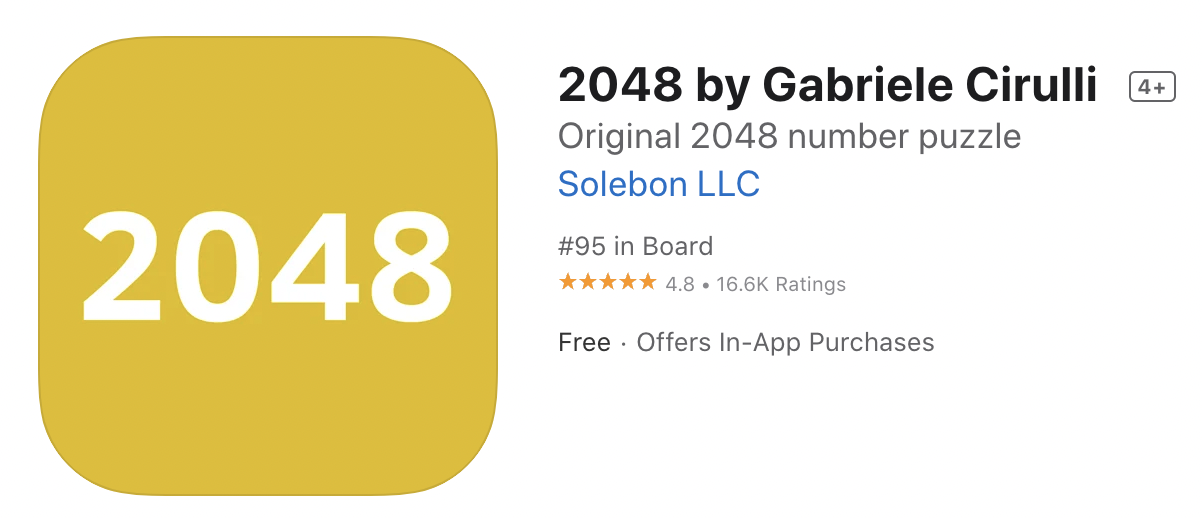 2048
2048 by Gabriele Cirulli 4+
Original 2048 number puzzle
Solebon LLC
#95 in Board
★★★★★ 4.8 • 16.6K Ratings
Free · Offers In-App Purchases